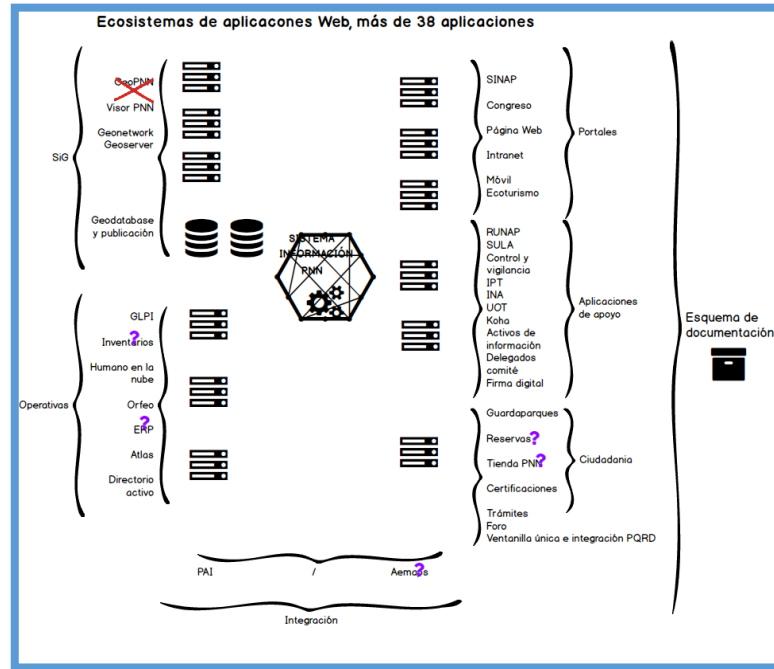 Ecosistemas de aplicacones Web, más de 38 aplicaciones
SiG
GeoPNN
Visor PNN
Geonetwork
Geoserver
Geodatabase
y publicación
Operativas
GLPI
Inventarios
?
Humano en la
nube
Orfeo
?
ERP
Atlas
Directorio
activo
SISTEMA
INFORMACIÓN
PNN
SINAP
Congreso
Página Web
Intranet
Móvil
Ecoturismo
Portales
RUNAP
SULA
Control y
vigilancia
IPT
INA
UOT
Koha
Activos de
información
Delegados
comité
Firma digital
Aplicaciones
de apoyo
Guardaparques
Reservas?
Tienda PNN?
Certificaciones
Trámites
Foro
Ventanilla única e integración PQRD
Ciudadania
Esquema de
documentación
PAI / Aemaps
?
Integración